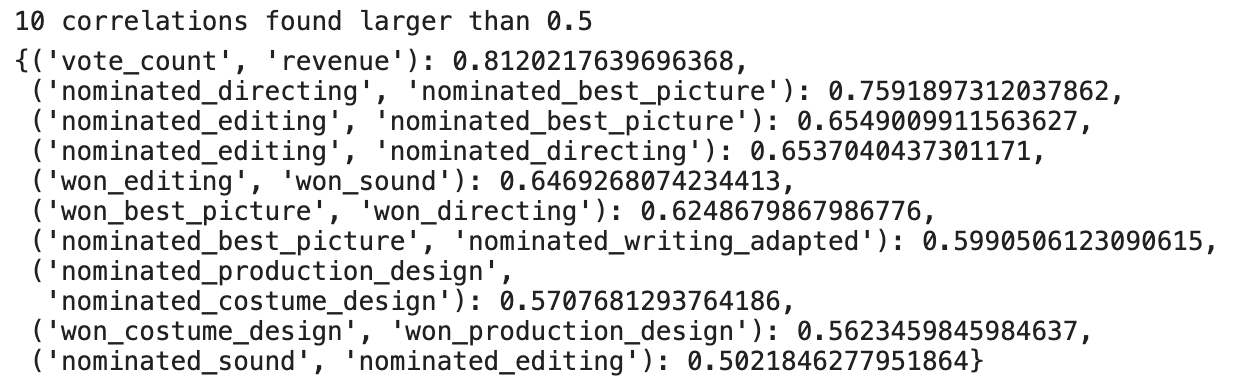 10 correlations found larger than 0.5
{('vote_count', 'revenue'): 0.8120217639696368,
('nominated_directing', 'nominated_best_picture'): 0.7591897312037862,
('nominated_editing', 'nominated_best_picture'): 0.6549009911563627,
('nominated_editing', 'nominated_directing'): 0.6537040437301171,
('won_editing', 'won_sound'): 0.6469268074234413,
('won_best_picture', 'won_directing'): 0.6248679867986776,
('nominated_best_picture', 'nominated_writing_adapted'): 0.5990506123090615,
('nominated_production_design',
'nominated_costume_design'): 0.5707681293764186,
('won_costume_design', 'won_production_design'): 0.5623459845984637,
('nominated_sound', 'nominated_editing'): 0.5021846277951864}